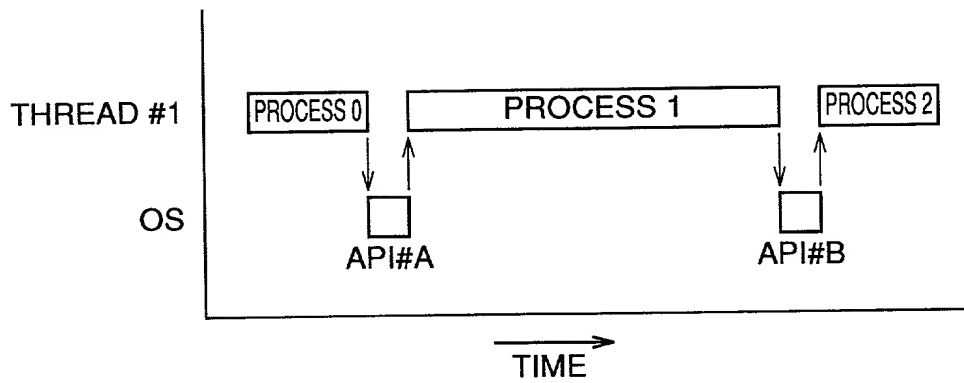 THREAD #1
PROCESS 0
PROCESS 1
PROCESS 2
OS
API#A
API#B
TIME